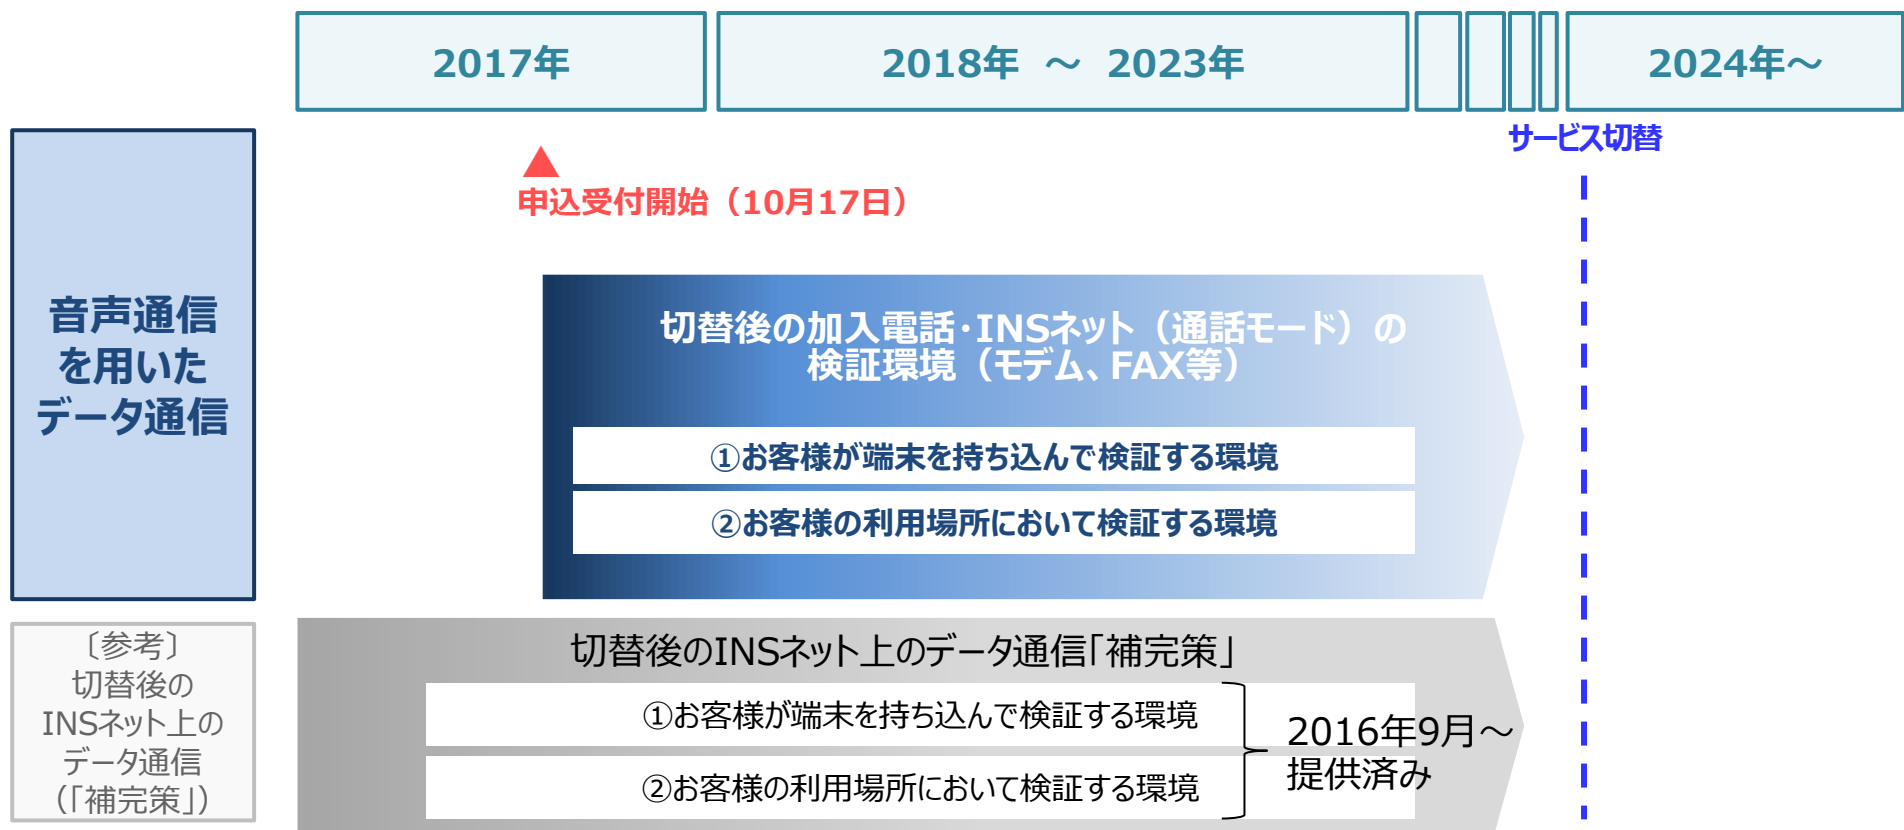 2017年
2018年 ～ 2023年
2024年～
サービス切替
申込受付開始（10月17日）
音声通信
を用いた
データ通信
切替後の加入電話･INSネット（通話モード）の
検証環境（モデム、FAX等）
①お客様が端末を持ち込んで検証する環境
②お客様の利用場所において検証する環境
〔参考〕
切替後の
INSネット上の
データ通信
（｢補完策｣）
切替後のINSネット上のデータ通信｢補完策｣
①お客様が端末を持ち込んで検証する環境
②お客様の利用場所において検証する環境
2016年9月～
提供済み